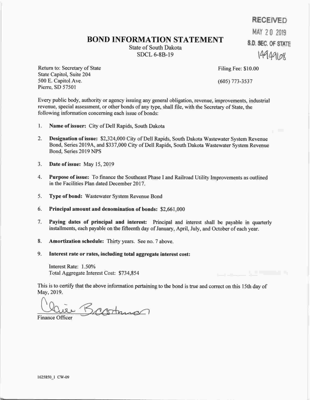 RECEIVED
MAY 20 2019
S.D. SEC. OF STATE
BOND INFORMATION STATEMENT
State of South Dakota
SDCL 6-8B-19
Return to: Secretary of State
Filing Fee: $10.00
State Capitol, Suite 204
500 E. Capitol Ave.
(605) 773-3537
Pierre, SD 57501
Every public body, authority or agency issuing any general obligation, revenue, improvements, industrial
revenue, special assessment, or other bonds of any type, shall file, with the Secretary of State, the
following information concerning each issue of bonds:
1. Name of issuer: City of Dell Rapids, South Dakota
2. Designation of issue: $2,324,000 City of Dell Rapids, South Dakota Wastewater System Revenue
Bond, Series 2019A, and $337,000 City of Dell Rapids, South Dakota Wastewater System Revenue
Bond, Series 2019 NPS
3. Date of issue: May 15, 2019
4. Purpose of issue: To finance the Southeast Phase I and Railroad Utility Improvements as outlined
in the Facilities Plan dated December 2017.
5. Type of bond: Wastewater System Revenue Bond
6. Principal amount and denomination of bonds: $2,661,000
7. Paying dates of principal and interest: Principal and interest shall be payable in quarterly
installments, each payable on the fifteenth day of January, April, July, and October of each year.
8. Amortization schedule: Thirty years. See no. 7 above.
9. Interest rate or rates, including total aggregate interest cost:
Interest Rate: 1.50%
Total Aggregate Interest Cost: $734,854
This is to certify that the above information pertaining to the bond is true and correct on this 15th day of
May, 2019.
Finance Officer